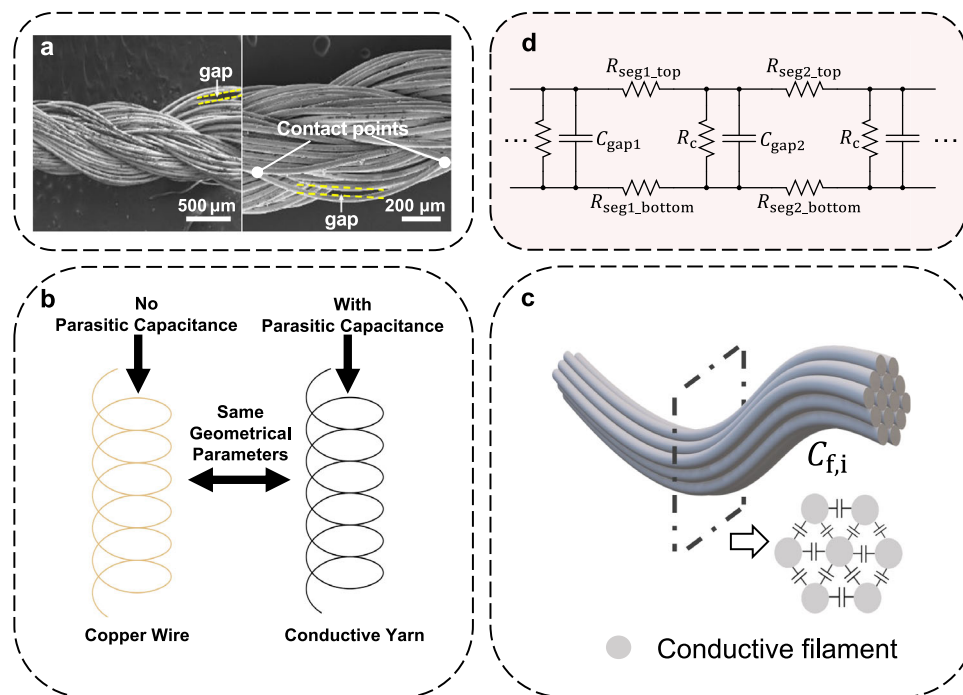 a
gap
Contact points
gap
500 μm
200 μm
d
R_seg1_top
R_seg2_top
...
C_gap1
R_c
C_gap2
R_c
...
R_seg1_bottom
R_seg2_bottom
b
No
Parasitic Capacitance
With
Parasitic Capacitance
Same
Geometrical
Parameters
Copper Wire
Conductive Yarn
c
C_f,i
Conductive filament